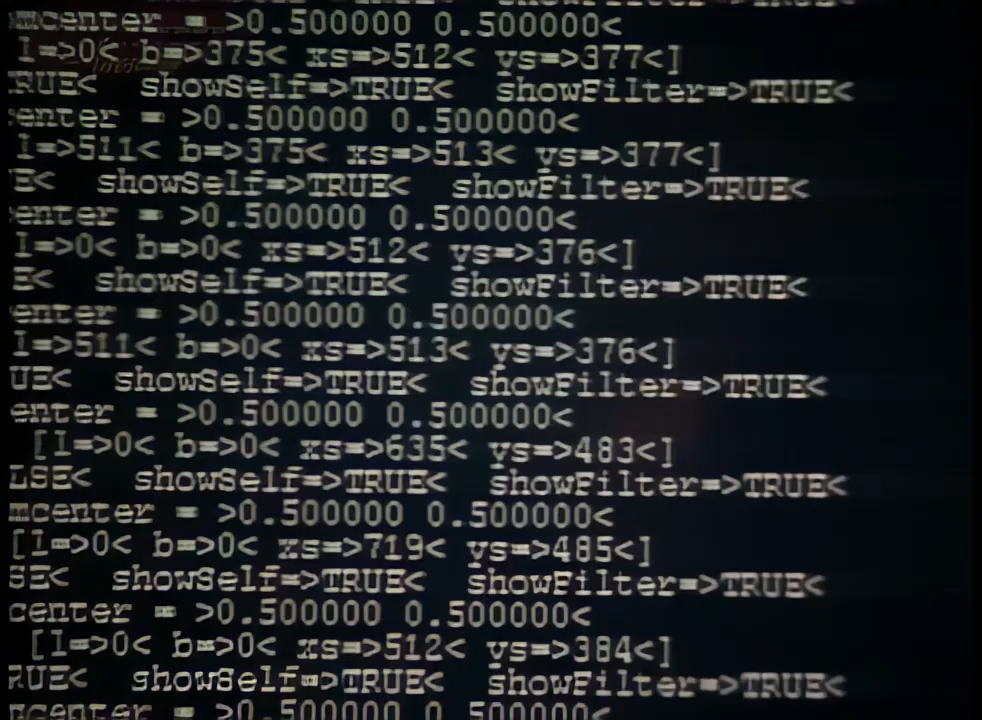 mcenter = >0.500000 0.500000<
l=>0< b=>375< xs=>512< ys=>377<]
RUE< showSelf=>TRUE< showFilter=>TRUE<
enter = >0.500000 0.500000<
l=>511< b=>375< xs=>513< ys=>377<]
E< showSelf=>TRUE< showFilter=>TRUE<
enter = >0.500000 0.500000<
l=>0< b=>0< xs=>512< ys=>376<]
E< showSelf=>TRUE< showFilter=>TRUE<
enter = >0.500000 0.500000<
l=>511< b=>0< xs=>513< ys=>376<]
UE< showSelf=>TRUE< showFilter=>TRUE<
enter = >0.500000 0.500000<
[l=>0< b=>0< xs=>635< ys=>483<]
LSE< showSelf=>TRUE< showFilter=>TRUE<
mcenter = >0.500000 0.500000<
[l=>0< b=>0< xs=>719< ys=>485<]
SE< showSelf=>TRUE< showFilter=>TRUE<
center = >0.500000 0.500000<
[l=>0< b=>0< xs=>512< ys=>384<]
RUE< showSelf=>TRUE< showFilter=>TRUE<
mcenter = >0.500000 0.500000<